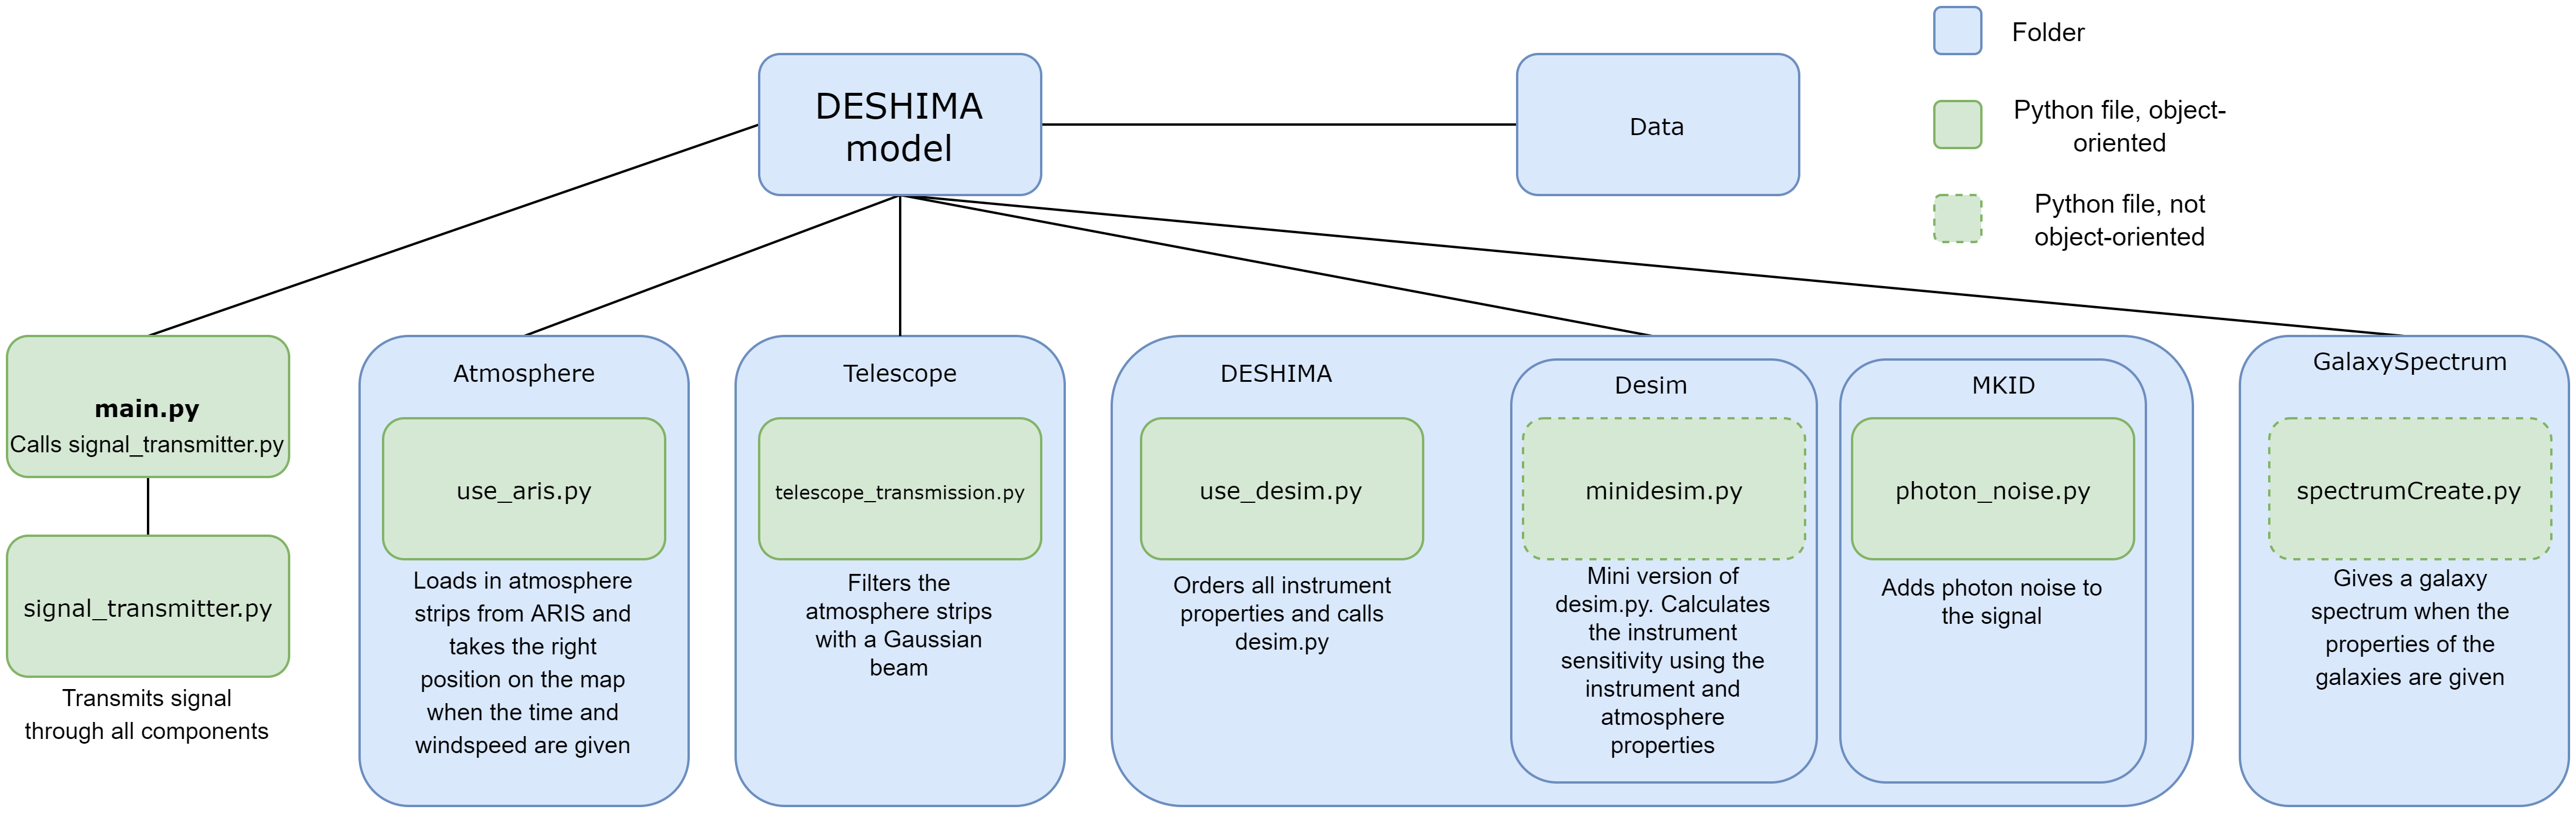 DESHIMA
model
Data
Folder
Python file, object-
oriented
Python file, not
object-oriented
main.py
Calls signal_transmitter.py
signal_transmitter.py
Transmits signal
through all components
Atmosphere
use_aris.py
Loads in atmosphere
strips from ARIS and
takes the right
position on the map
when the time and
windspeed are given
Telescope
telescope_transmission.py
Filters the
atmosphere strips
with a Gaussian
beam
DESHIMA
use_desim.py
Orders all instrument
properties and calls
desim.py
Desim
minidesim.py
Mini version of
desim.py. Calculates
the instrument
sensitivity using the
instrument and
atmosphere
properties
MKID
photon_noise.py
Adds photon noise to
the signal
GalaxySpectrum
spectrumCreate.py
Gives a galaxy
spectrum when the
properties of the
galaxies are given